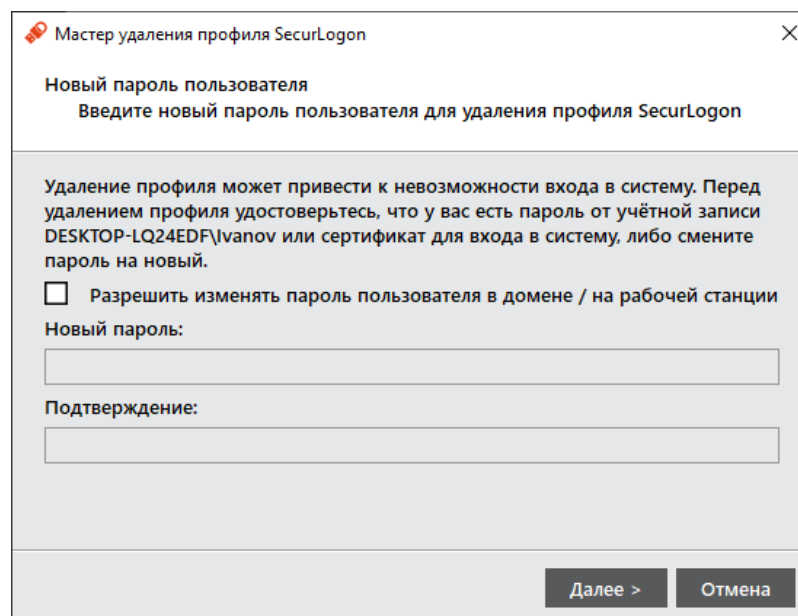 Мастер удаления профиля SecurLogon
Новый пароль пользователя
Введите новый пароль пользователя для удаления профиля SecurLogon
Удаление профиля может привести к невозможности входа в систему. Перед
удалением профиля удостоверьтесь, что у вас есть пароль от учётной записи
DESKTOP-LQ24EDF\Ivanov или сертификат для входа в систему, либо смените
пароль на новый.
Разрешить изменять пароль пользователя в домене / на рабочей станции
Новый пароль:
Подтверждение:
Далее > Отмена